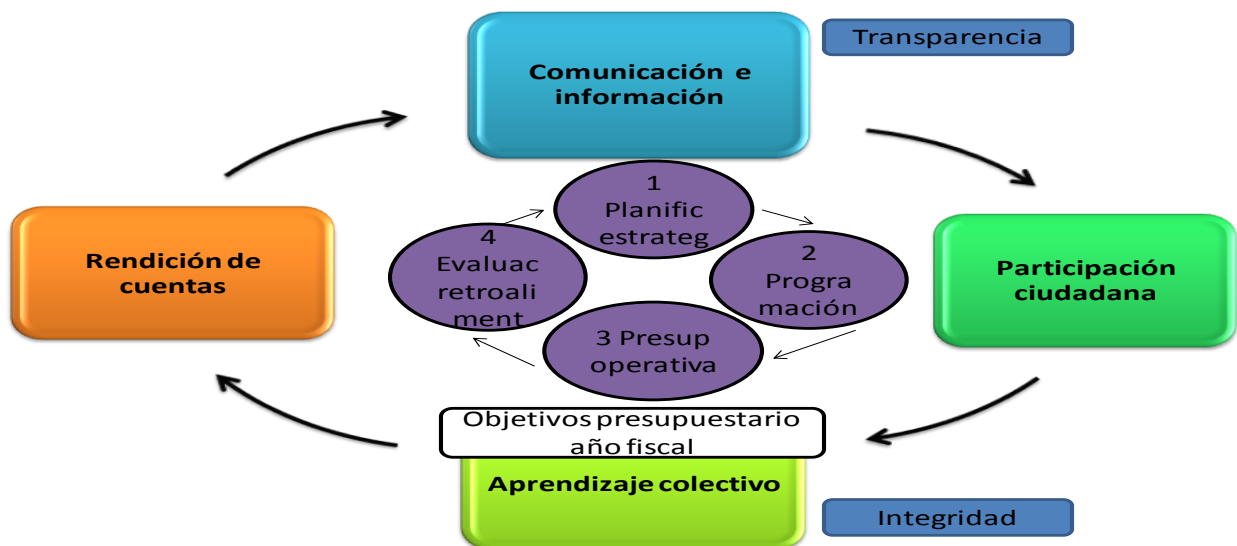 Transparencia
Comunicación e
información
1
Planific
estrateg
4
Evaluac
retroali
ment
2
Progra
mación
3 Presup
operativa
Rendición de
cuentas
Participación
ciudadana
Objetivos presupuestario
año fiscal
Aprendizaje colectivo
Integridad